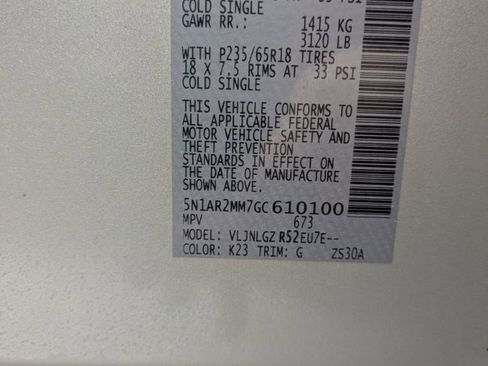 COLD SINGLE
GAWR RR.: 1415 KG
3120 LB
WITH P235/65R18 TIRES
18 X 7.5 RIMS AT 33 PSI
COLD SINGLE
THIS VEHICLE CONFORMS TO
ALL APPLICABLE FEDERAL
MOTOR VEHICLE SAFETY AND
THEFT PREVENTION
STANDARDS IN EFFECT ON
THE DATE OF MANUFACTURE
SHOWN ABOVE.
5N1AR2MM7GC610100
MPV 673
MODEL: VLJNLGZ R52EU7E--
COLOR: K23 TRIM: G ZS30A